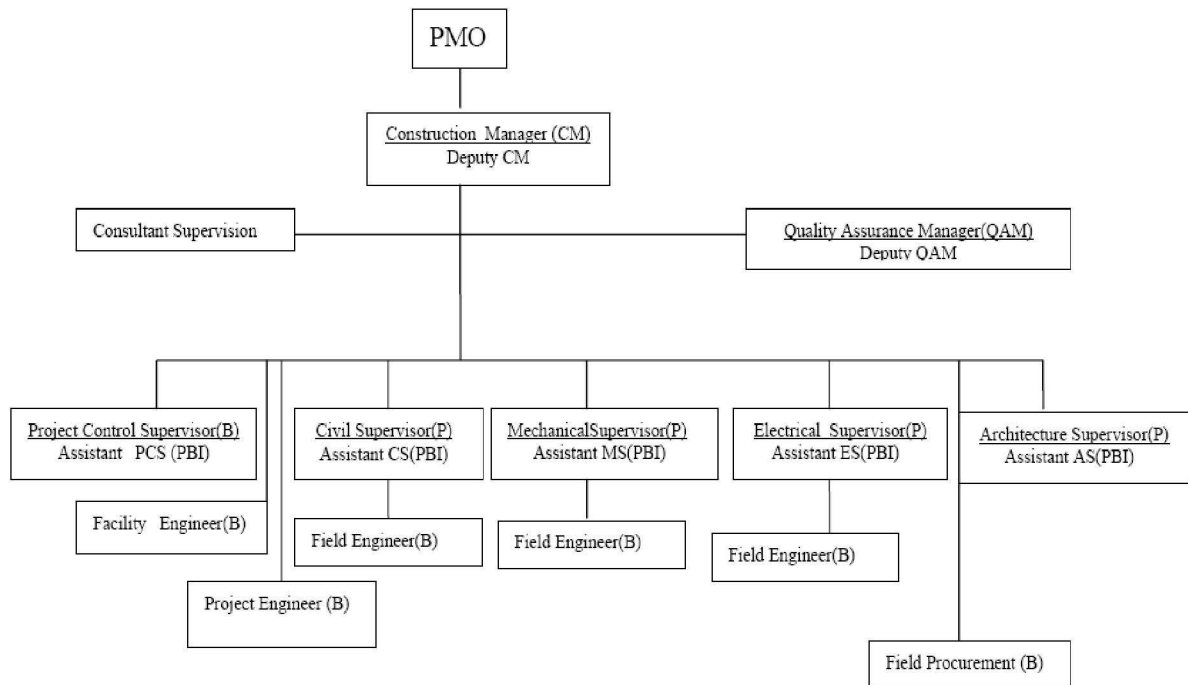 PMO
Construction Manager (CM)
Deputy CM
Consultant Supervision
Quality Assurance Manager(QAM)
Deputy QAM
Project Control Supervisor(B)
Assistant PCS (PBI)
Civil Supervisor(P)
Assistant CS(PBI)
MechanicalSupervisor(P)
Assistant MS(PBI)
Electrical Supervisor(P)
Assistant ES(PBI)
Architecture Supervisor(P)
Assistant AS(PBI)
Facility Engineer(B)
Field Engineer(B)
Field Engineer(B)
Field Engineer(B)
Project Engineer (B)
Field Procurement (B)